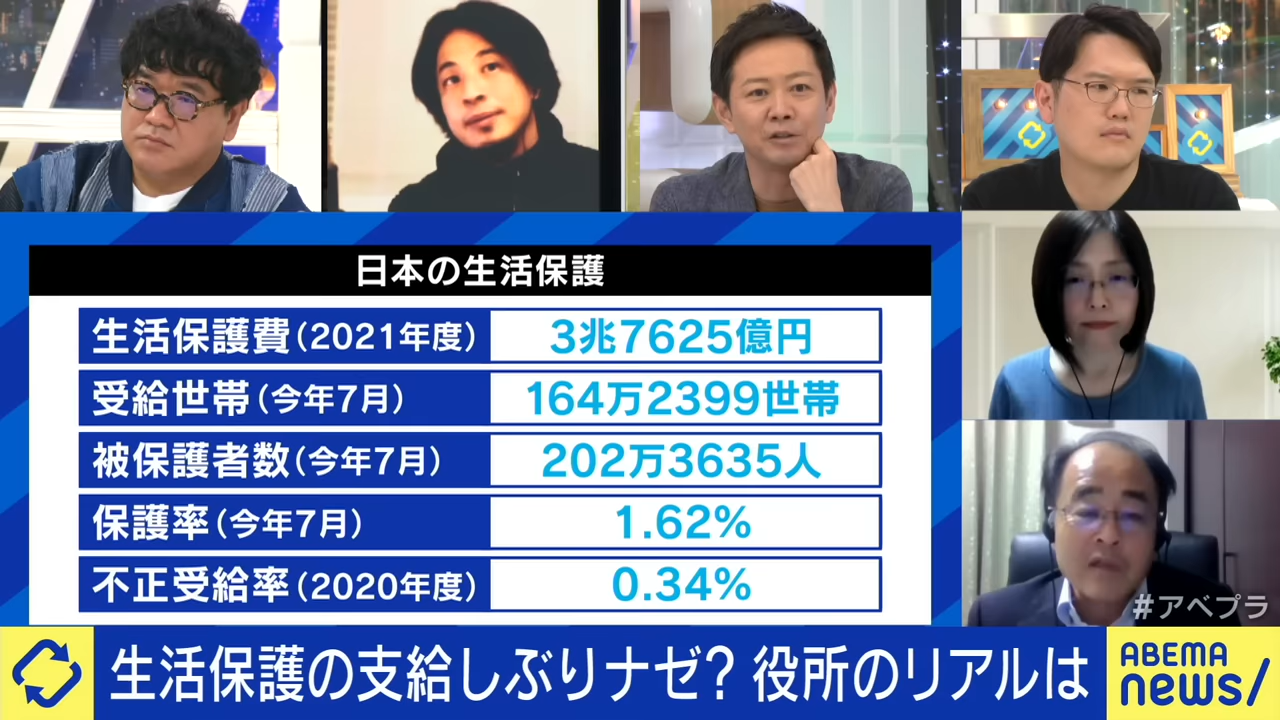 日本の生活保護
生活保護費(2021年度) 3兆7625億円
受給世帯(今年7月) 164万2399世帯
被保護者数(今年7月) 202万3635人
保護率(今年7月) 1.62%
不正受給率(2020年度) 0.34%
#アベプラ
生活保護の支給しぶりナゼ? 役所のリアルは
ABEMA
news/